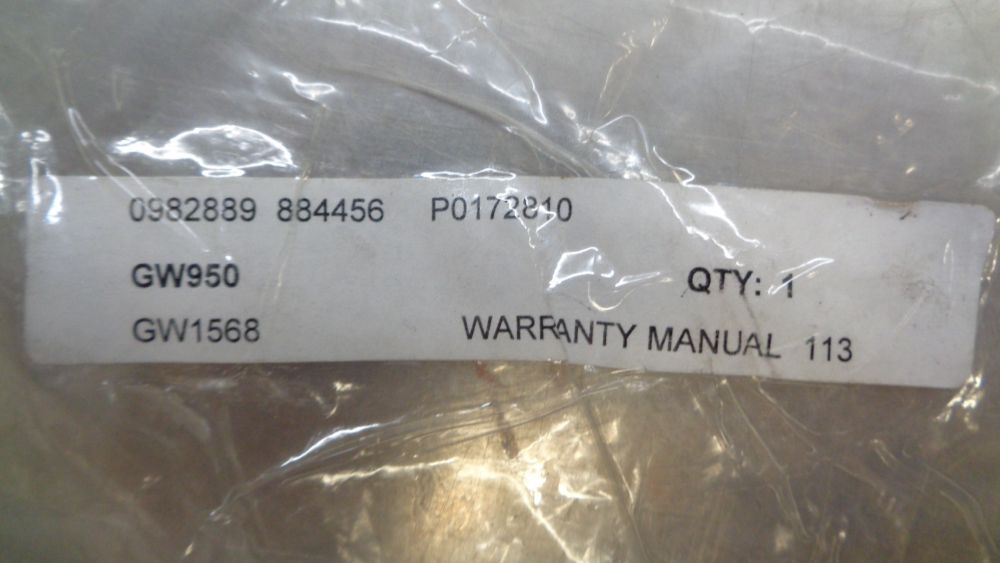 0982889 884456 P0172810
GW950 QTY: 1
GW1568 WARRANTY MANUAL 113